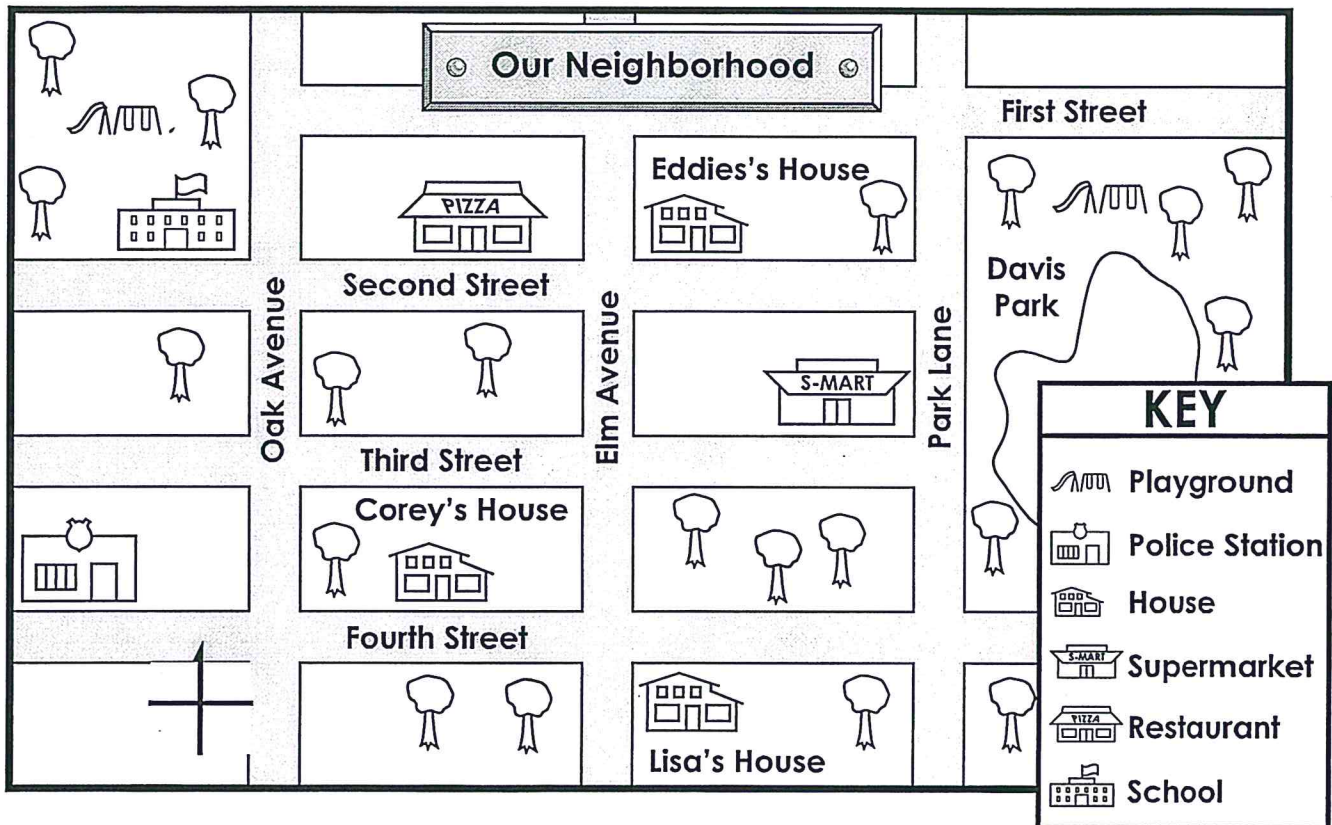 Our Neighborhood
First Street
Eddies's House
PIZZA
Davis
Park
Second Street
Oak Avenue
Elm Avenue
Park Lane
S-MART
KEY
Third Street
Playground
Corey's House
Police Station
House
Fourth Street
S-MART
Supermarket
PIZZA
Restaurant
Lisa's House
School